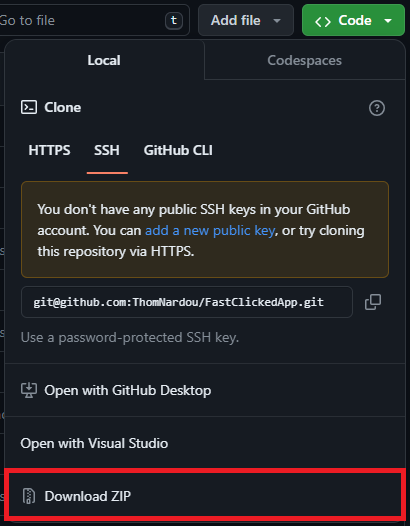 Go to file t Add file Code
Local Codespaces
Clone
HTTPS SSH GitHub CLI
You don't have any public SSH keys in your GitHub
account. You can add a new public key, or try cloning
this repository via HTTPS.
git@github.com:ThomNardou/FastClickedApp.git
Use a password-protected SSH key.
Open with GitHub Desktop
Open with Visual Studio
Download ZIP